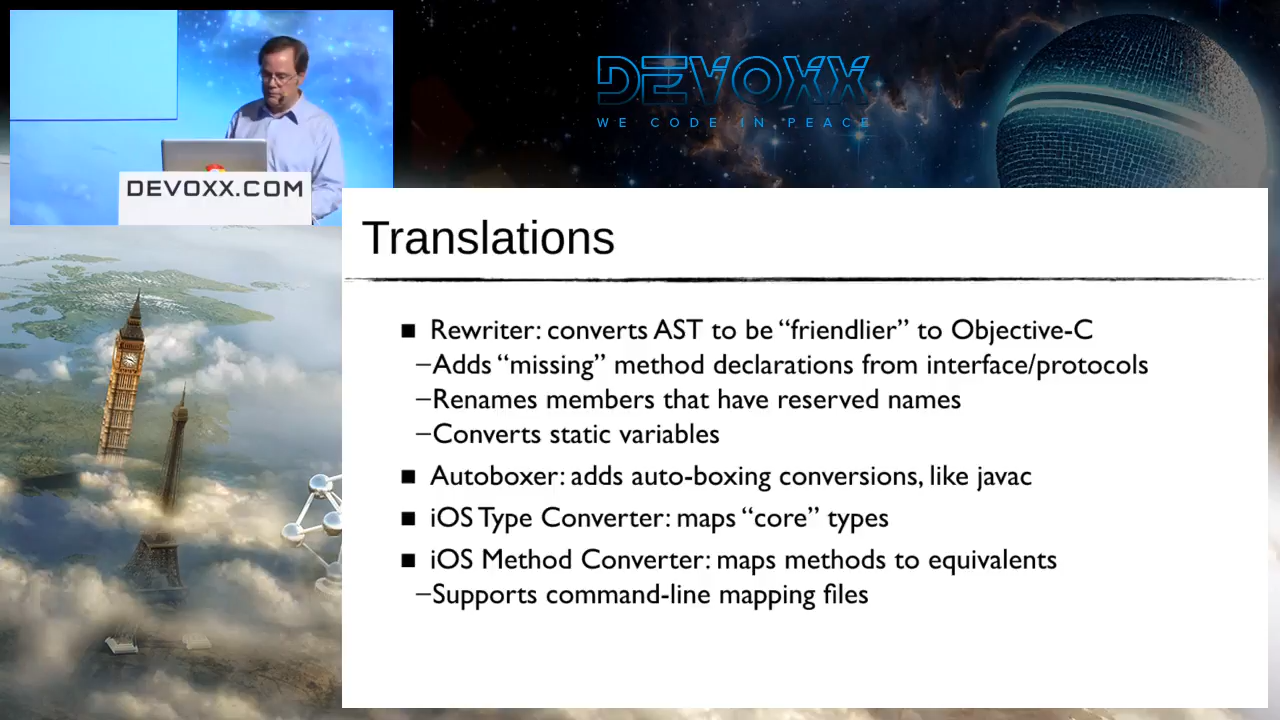 DEVOXX
WE CODE IN PEACE
DEVOXX.COM
Translations
■ Rewriter: converts AST to be “friendlier” to Objective-C
–Adds “missing” method declarations from interface/protocols
–Renames members that have reserved names
–Converts static variables
■ Autoboxer: adds auto-boxing conversions, like javac
■ iOS Type Converter: maps “core” types
■ iOS Method Converter: maps methods to equivalents
–Supports command-line mapping files